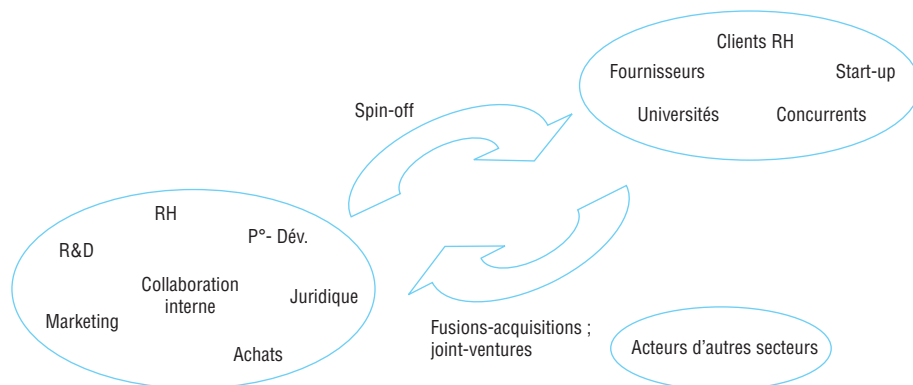 Clients RH
Fournisseurs
Start-up
Universités
Concurrents
Spin-off
RH
P°- Dév.
R&D
Collaboration
interne
Juridique
Marketing
Achats
Fusions-acquisitions ;
joint-ventures
Acteurs d'autres secteurs